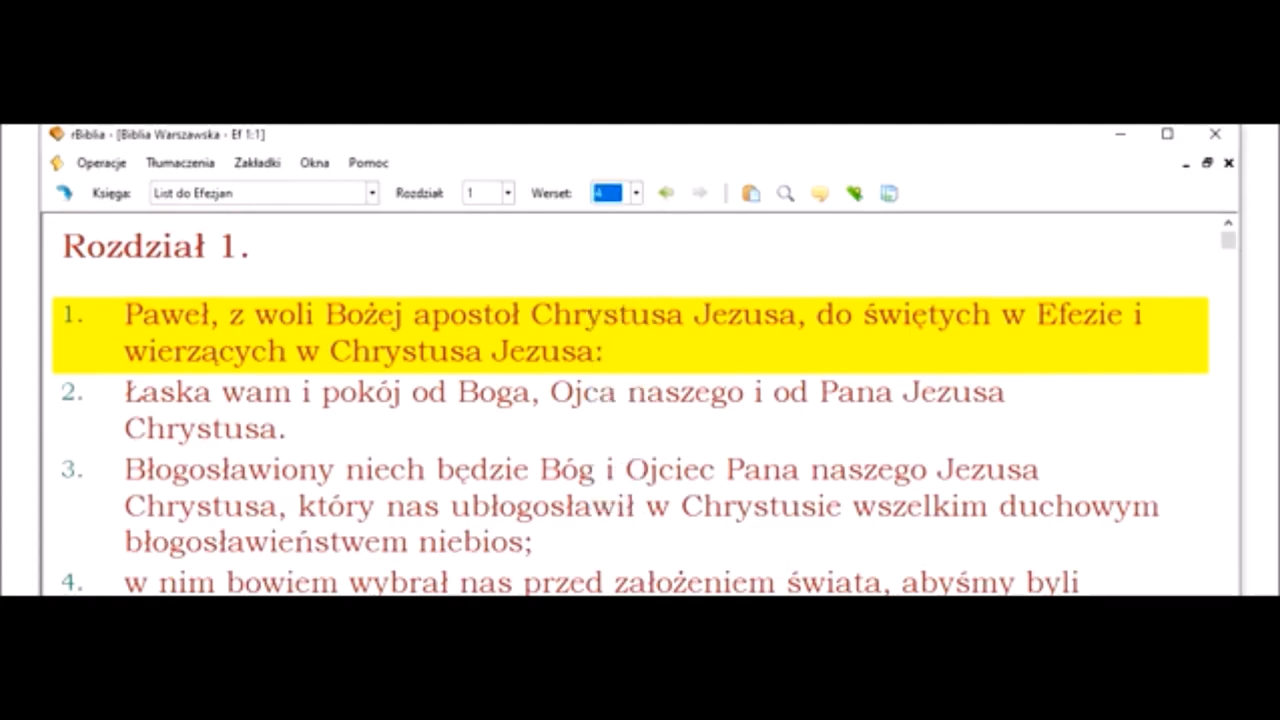 rBiblia - [Biblia Warszawska - Ef 1:1]
Operacje Tłumaczenia Zakładki Okna Pomoc
Księga: List do Efezjan Rozdział: 1 Werset: 4
Rozdział 1.
1. Paweł, z woli Bożej apostoł Chrystusa Jezusa, do świętych w Efezie i
wierzących w Chrystusa Jezusa:
2. Łaska wam i pokój od Boga, Ojca naszego i od Pana Jezusa
Chrystusa.
3. Błogosławiony niech będzie Bóg i Ojciec Pana naszego Jezusa
Chrystusa, który nas ubłogosławił w Chrystusie wszelkim duchowym
błogosławieństwem niebios;
4. w nim bowiem wybrał nas przed założeniem świata, abyśmy byli